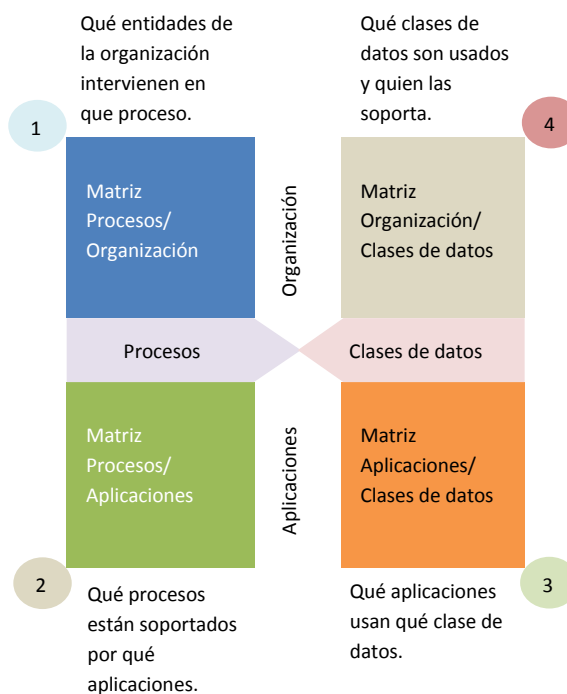 Qué entidades de
la organización
intervienen en
que proceso.
1
Matriz
Procesos/
Organización
Organización
Qué clases de
datos son usados
y quien las
soporta.
4
Matriz
Organización/
Clases de datos
Procesos
Clases de datos
Matriz
Procesos/
Aplicaciones
2
Qué procesos
están soportados
por qué
aplicaciones.
Aplicaciones
Matriz
Aplicaciones/
Clases de datos
3
Qué aplicaciones
usan qué clase de
datos.